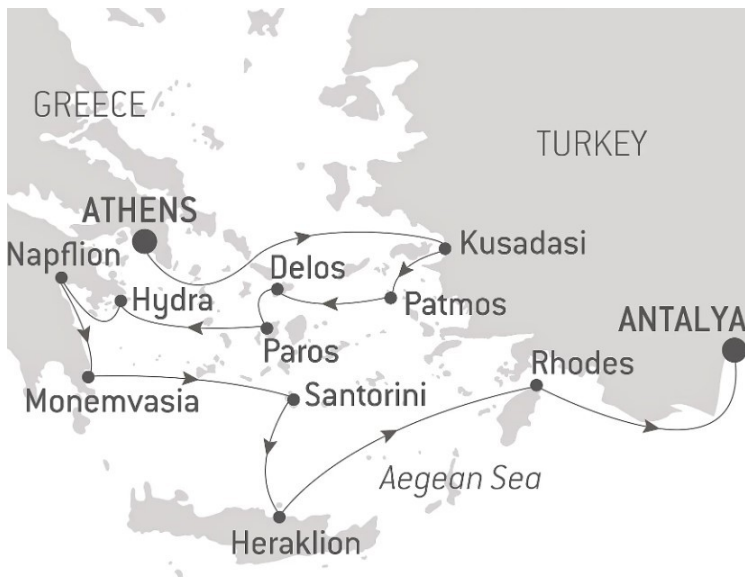 GREECE
TURKEY
ATHENS
Napflion
Kusadasi
Delos
Hydra
Patmos
ANTALYA
Paros
Rhodes
Monemvasia
Santorini
Aegean Sea
Heraklion